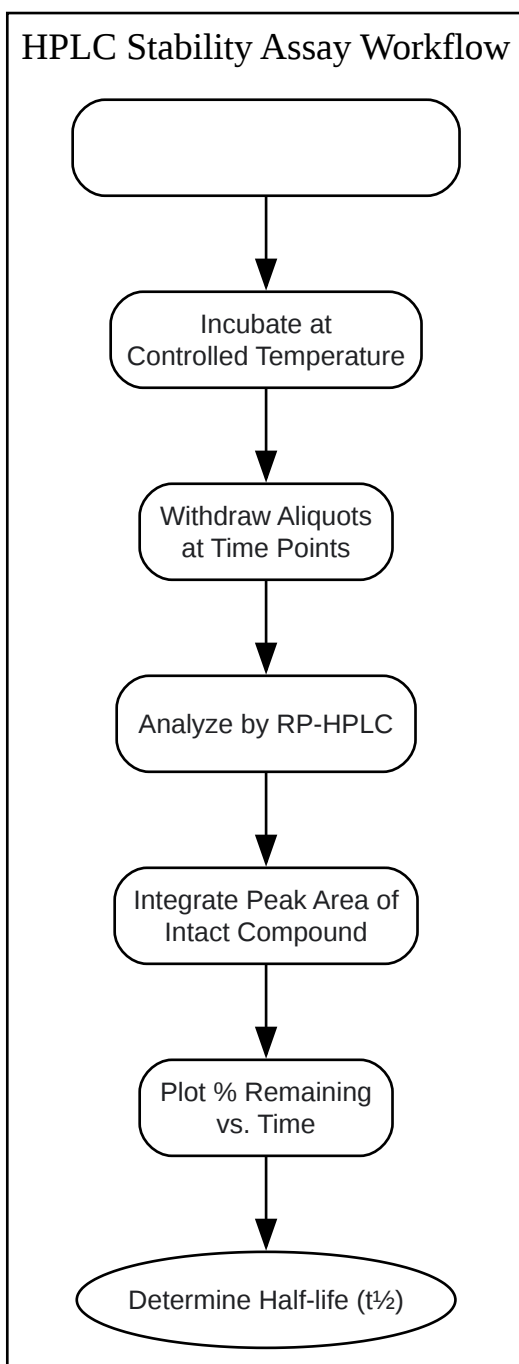 HPLC Stability Assay Workflow
Incubate at
Controlled Temperature
Withdraw Aliquots
at Time Points
Analyze by RP-HPLC
Integrate Peak Area of
Intact Compound
Plot % Remaining
vs. Time
Determine Half-life (t½)